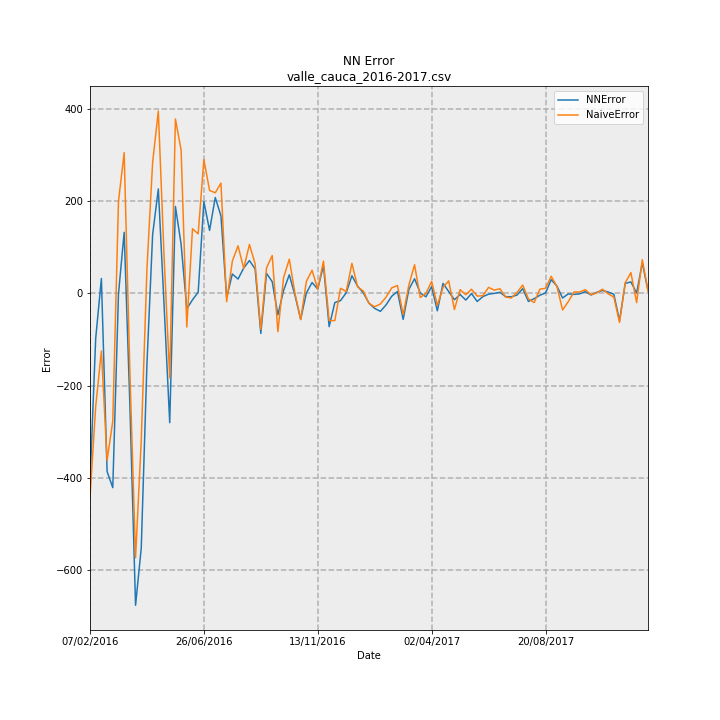 NN Error
valle_cauca_2016-2017.csv
NNError
NaiveError
400
200
0
−200
−400
−600
Error
07/02/2016
26/06/2016
13/11/2016
02/04/2017
20/08/2017
Date